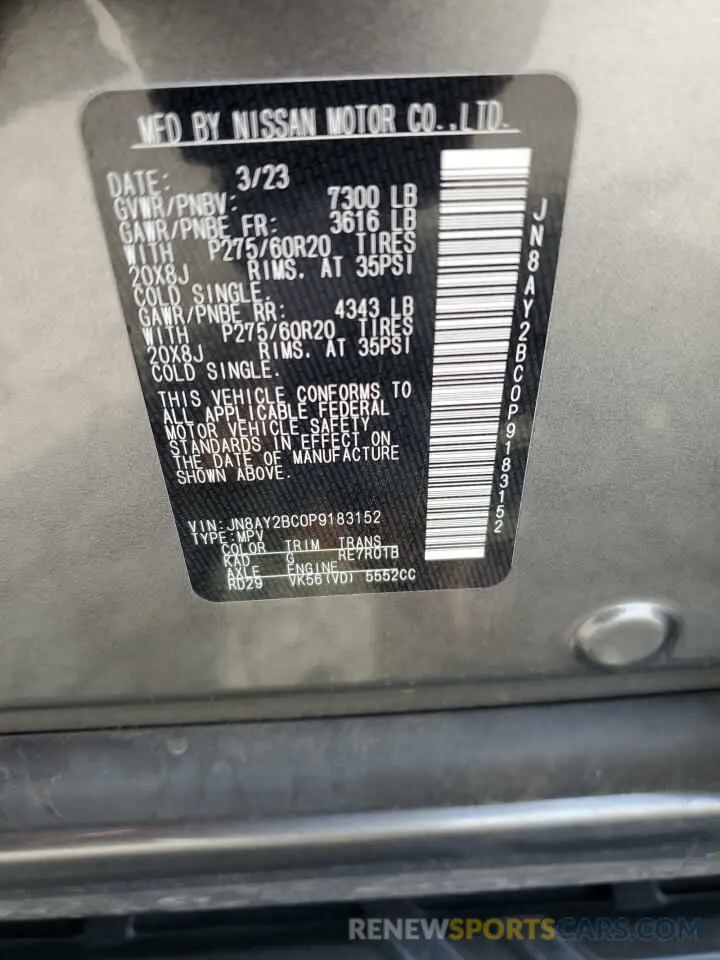 MFD BY NISSAN MOTOR CO.,LTD.
DATE: 3/23
GVWR/PNBV: 7300 LB
GAWR/PNBE FR: 3616 LB
WITH P275/60R20 TIRES
20X8J RIMS. AT 35PSI
COLD SINGLE.
GAWR/PNBE RR: 4343 LB
WITH P275/60R20 TIRES
20X8J RIMS. AT 35PSI
COLD SINGLE.
THIS VEHICLE CONFORMS TO
ALL APPLICABLE FEDERAL
MOTOR VEHICLE SAFETY
STANDARDS IN EFFECT ON
THE DATE OF MANUFACTURE
SHOWN ABOVE.
VIN:JN8AY2BC0P9183152
TYPE:MPV
COLOR TRIM TRANS
KAD G RE7R01B
AXLE ENGINE
RD29 VK56(VD) 5552CC
JN8AY2BC0P9183152
RENEWSPORTSCARS.COM